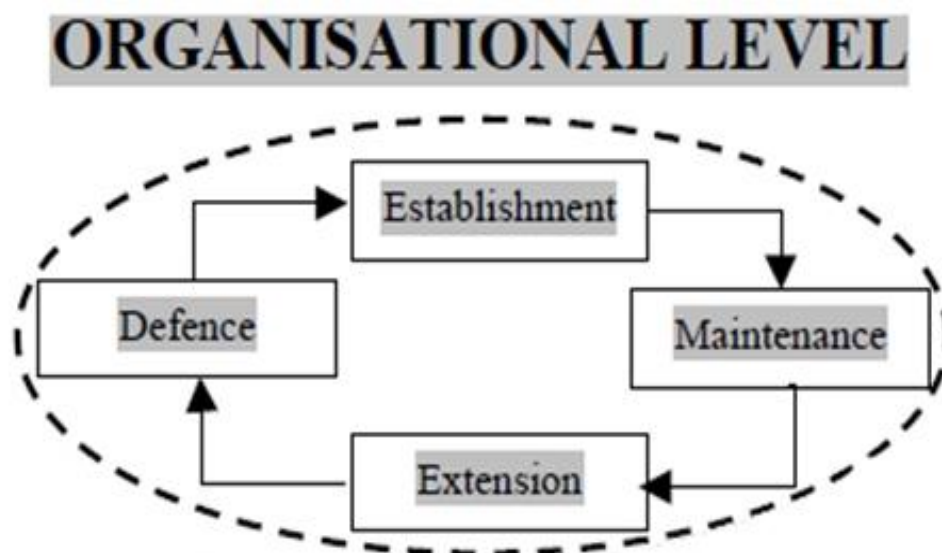 ORGANISATIONAL LEVEL
Establishment
Defence
Maintenance
Extension